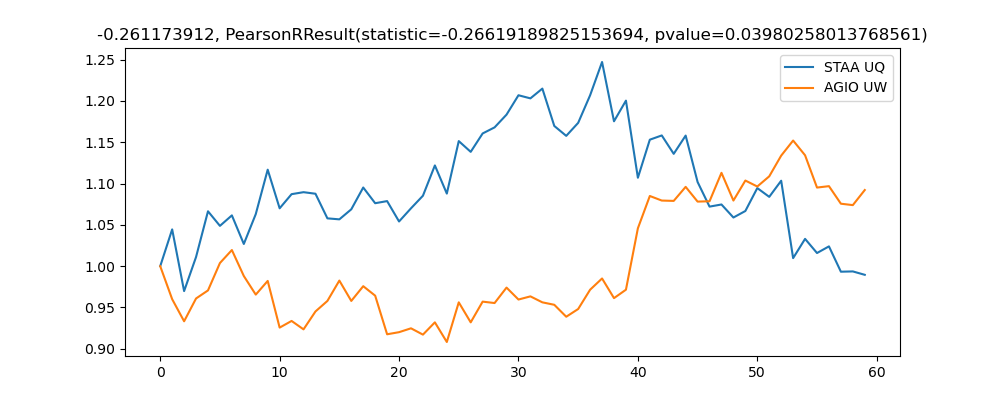 -0.261173912, PearsonRResult(statistic=-0.26619189825153694, pvalue=0.03980258013768561)
1.25
1.20
1.15
1.10
1.05
1.00
0.95
0.90
STAA UQ
AGIO UW
0 10 20 30 40 50 60